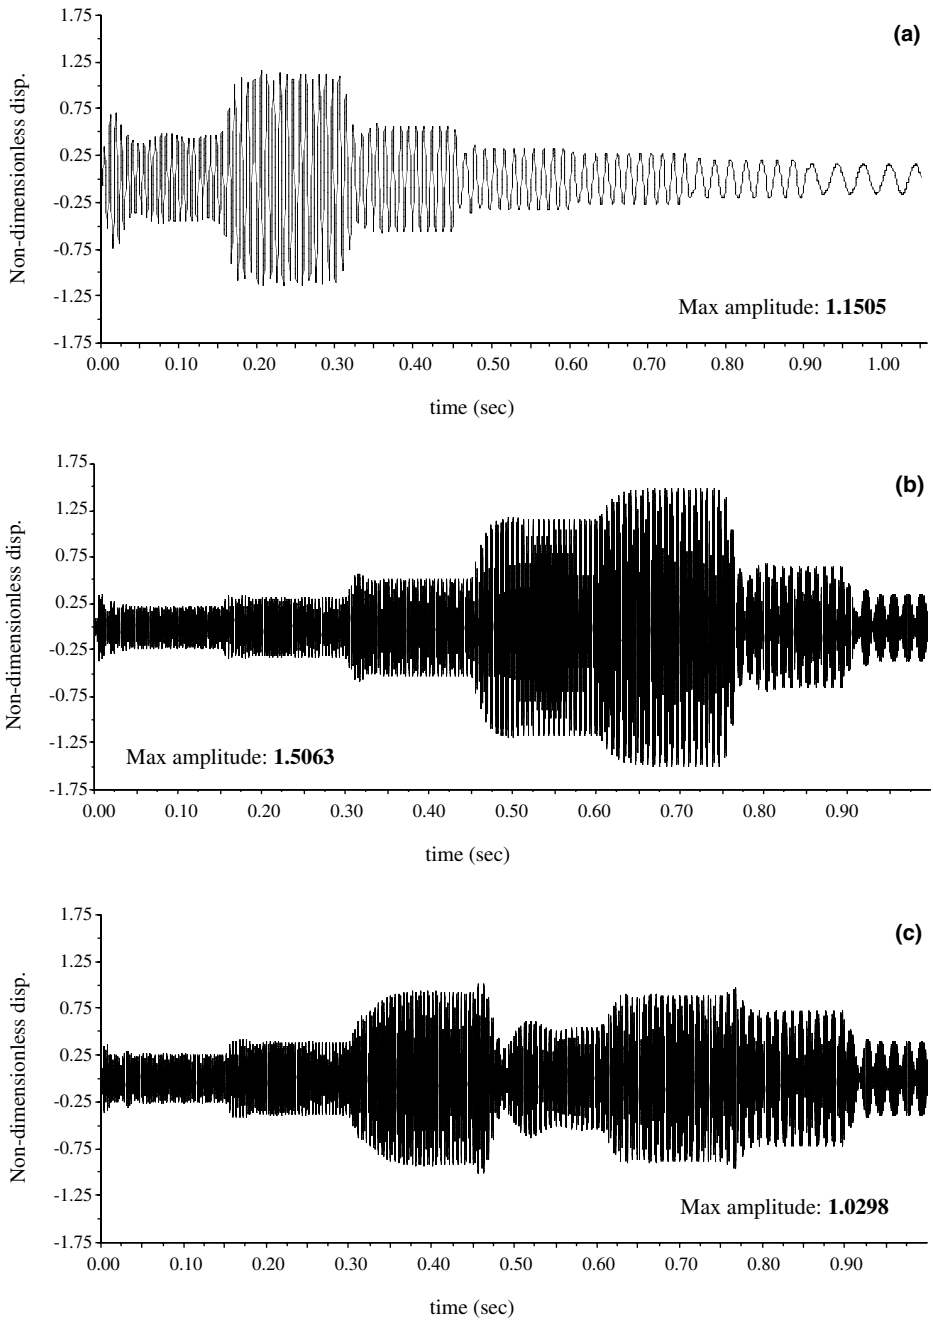 (a)
Non-dimensionless disp.
1.75
1.25
0.75
0.25
-0.25
-0.75
-1.25
-1.75
Max amplitude: 1.1505
0.00 0.10 0.20 0.30 0.40 0.50 0.60 0.70 0.80 0.90 1.00
time (sec)
(b)
Non-dimensionless disp.
1.75
1.25
0.75
0.25
-0.25
-0.75
-1.25
-1.75
Max amplitude: 1.5063
0.00 0.10 0.20 0.30 0.40 0.50 0.60 0.70 0.80 0.90
time (sec)
(c)
Non-dimensionless disp.
1.75
1.25
0.75
0.25
-0.25
-0.75
-1.25
-1.75
Max amplitude: 1.0298
0.00 0.10 0.20 0.30 0.40 0.50 0.60 0.70 0.80 0.90
time (sec)